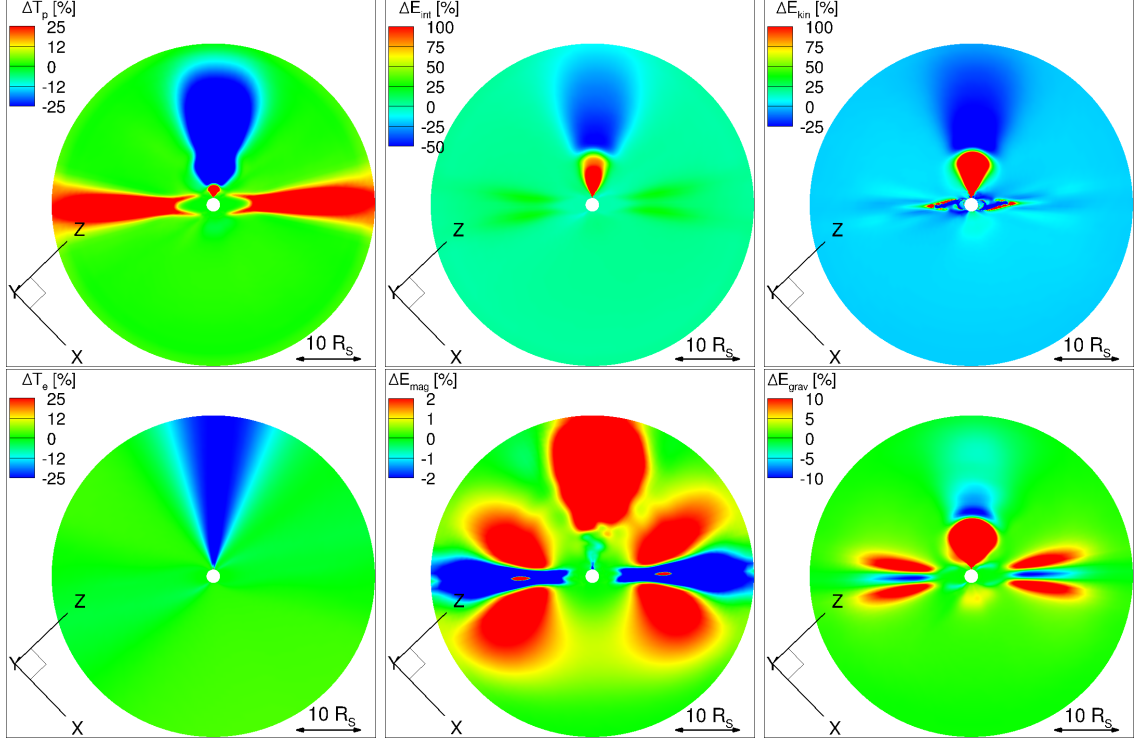 ΔT_p [%]
25
12
0
-12
-25
Z
Y
X
10 R_S
ΔE_int [%]
100
75
50
25
0
-25
-50
Z
Y
X
10 R_S
ΔE_kin [%]
100
75
50
25
0
-25
Z
Y
X
10 R_S
ΔT_e [%]
25
12
0
-12
-25
Z
Y
X
10 R_S
ΔE_mag [%]
2
1
0
-1
-2
Z
Y
X
10 R_S
ΔE_grav [%]
10
5
0
-5
-10
Z
Y
X
10 R_S